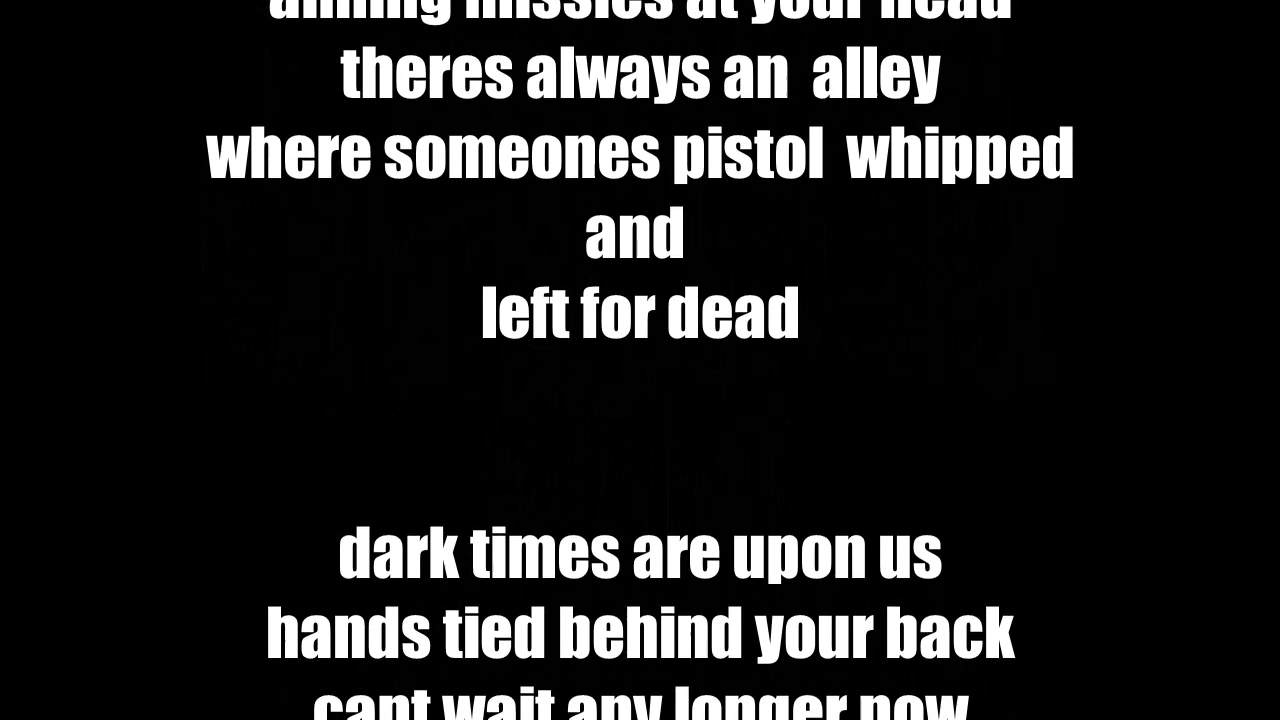 aiming missles at your head
theres always an alley
where someones pistol whipped
and
left for dead
dark times are upon us
hands tied behind your back
cant wait any longer now